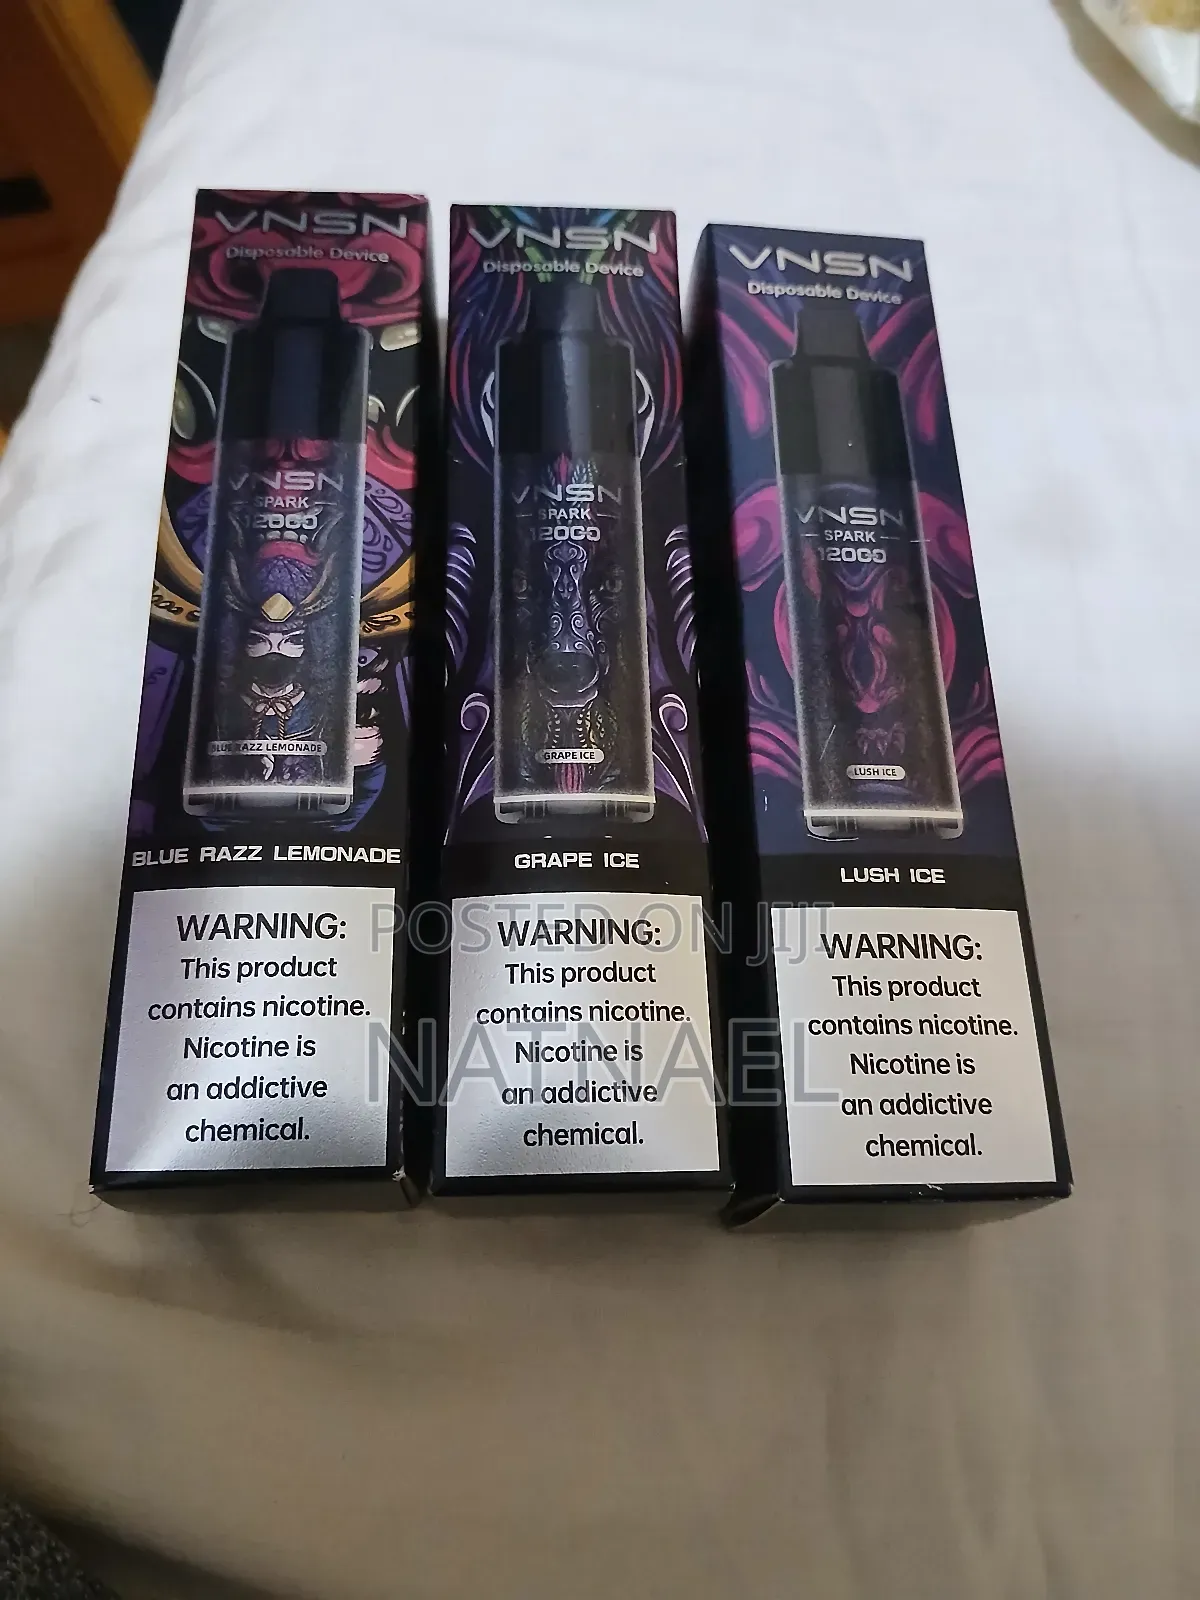 VNSN
Disposable Device
VNSN
SPARK
12000
BLUE RAZZ LEMONADE
BLUE RAZZ LEMONADE
WARNING:
This product
contains nicotine.
Nicotine is
an addictive
chemical.
VNSN
Disposable Device
VNSN
SPARK
12000
GRAPE ICE
GRAPE ICE
WARNING:
This product
contains nicotine.
Nicotine is
an addictive
chemical.
VNSN
Disposable Device
VNSN
SPARK
12000
LUSH ICE
LUSH ICE
WARNING:
This product
contains nicotine.
Nicotine is
an addictive
chemical.
POSTED ON JIJI
NATNAEL